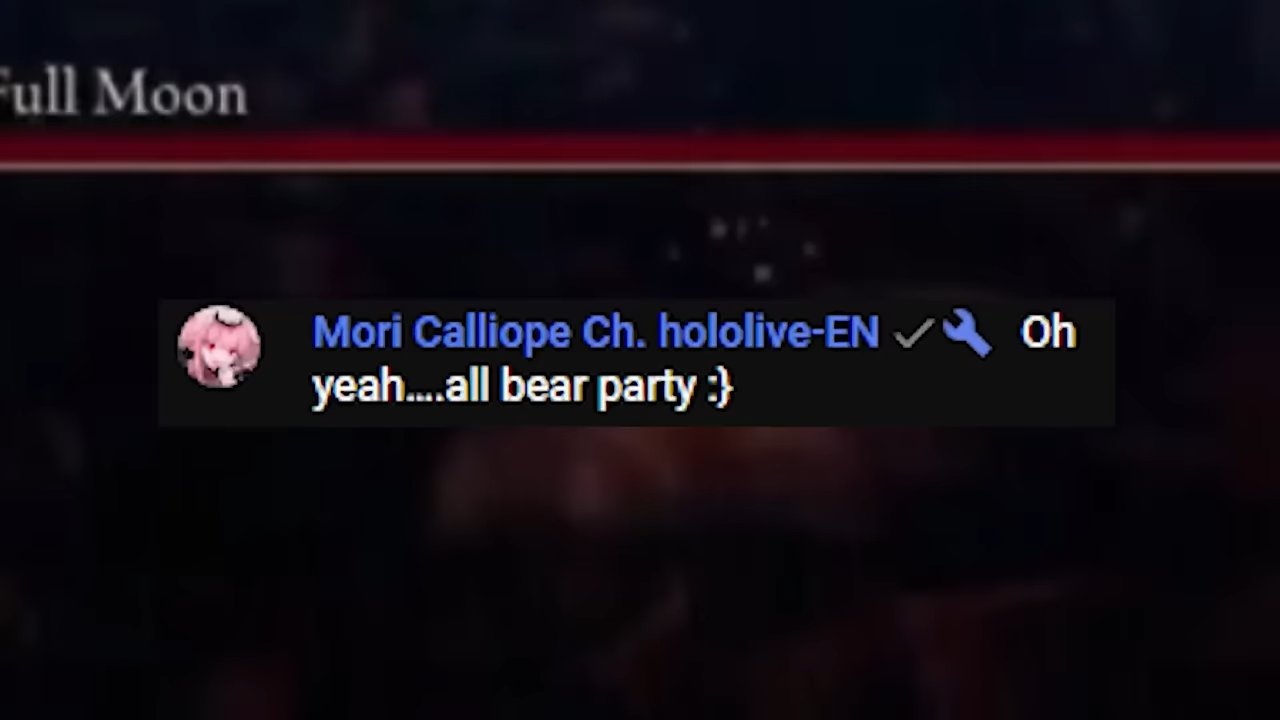 Full Moon
Mori Calliope Ch. hololive-EN Oh
yeah....all bear party :}